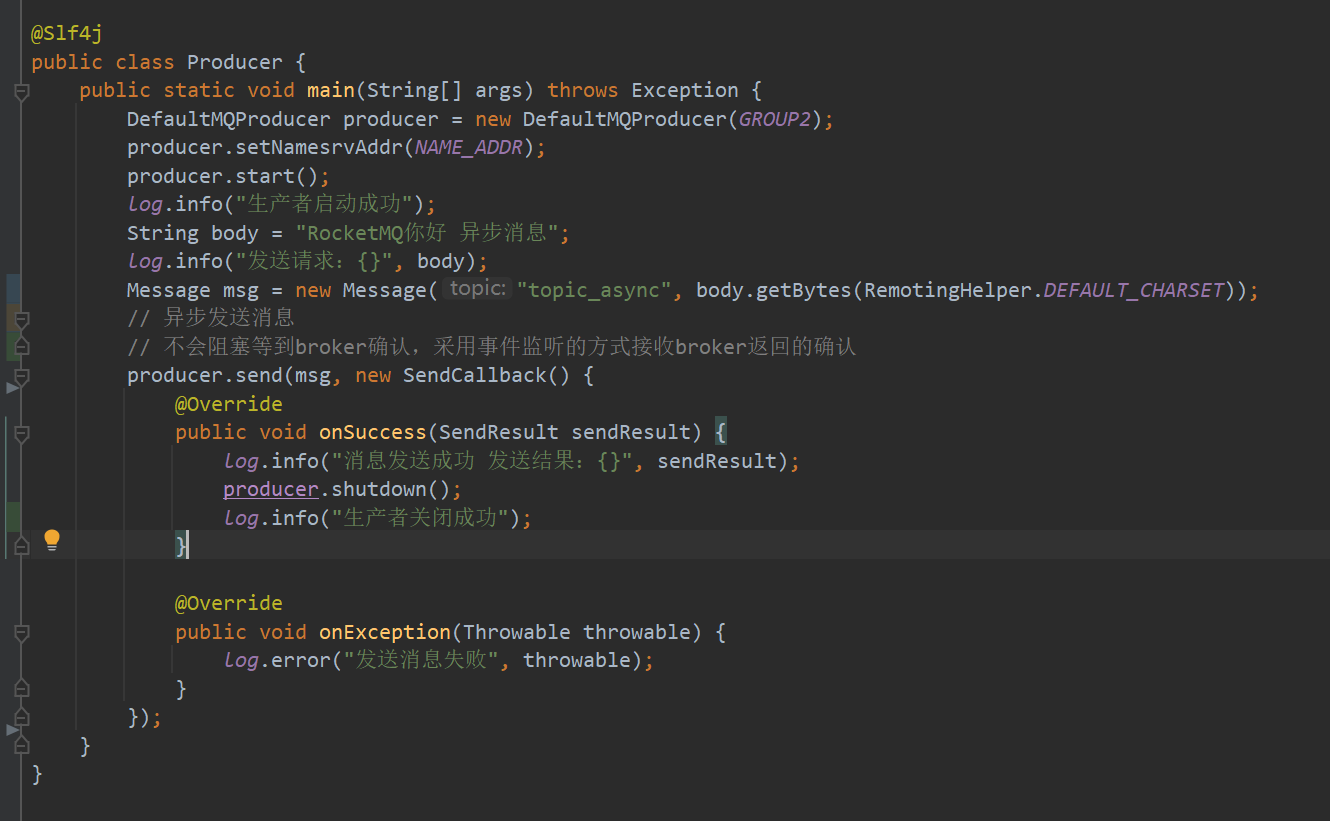 @Slf4j
public class Producer {
public static void main(String[] args) throws Exception {
DefaultMQProducer producer = new DefaultMQProducer(GROUP2);
producer.setNamesrvAddr(NAME_ADDR);
producer.start();
log.info("生产者启动成功");
String body = "RocketMQ你好 异步消息";
log.info("发送请求：{}", body);
Message msg = new Message( topic: "topic_async", body.getBytes(RemotingHelper.DEFAULT_CHARSET));
// 异步发送消息
// 不会阻塞等到broker确认，采用事件监听的方式接收broker返回的确认
producer.send(msg, new SendCallback() {
@Override
public void onSuccess(SendResult sendResult) {
log.info("消息发送成功 发送结果：{}", sendResult);
producer.shutdown();
log.info("生产者关闭成功");
}
@Override
public void onException(Throwable throwable) {
log.error("发送消息失败", throwable);
}
});
}
}